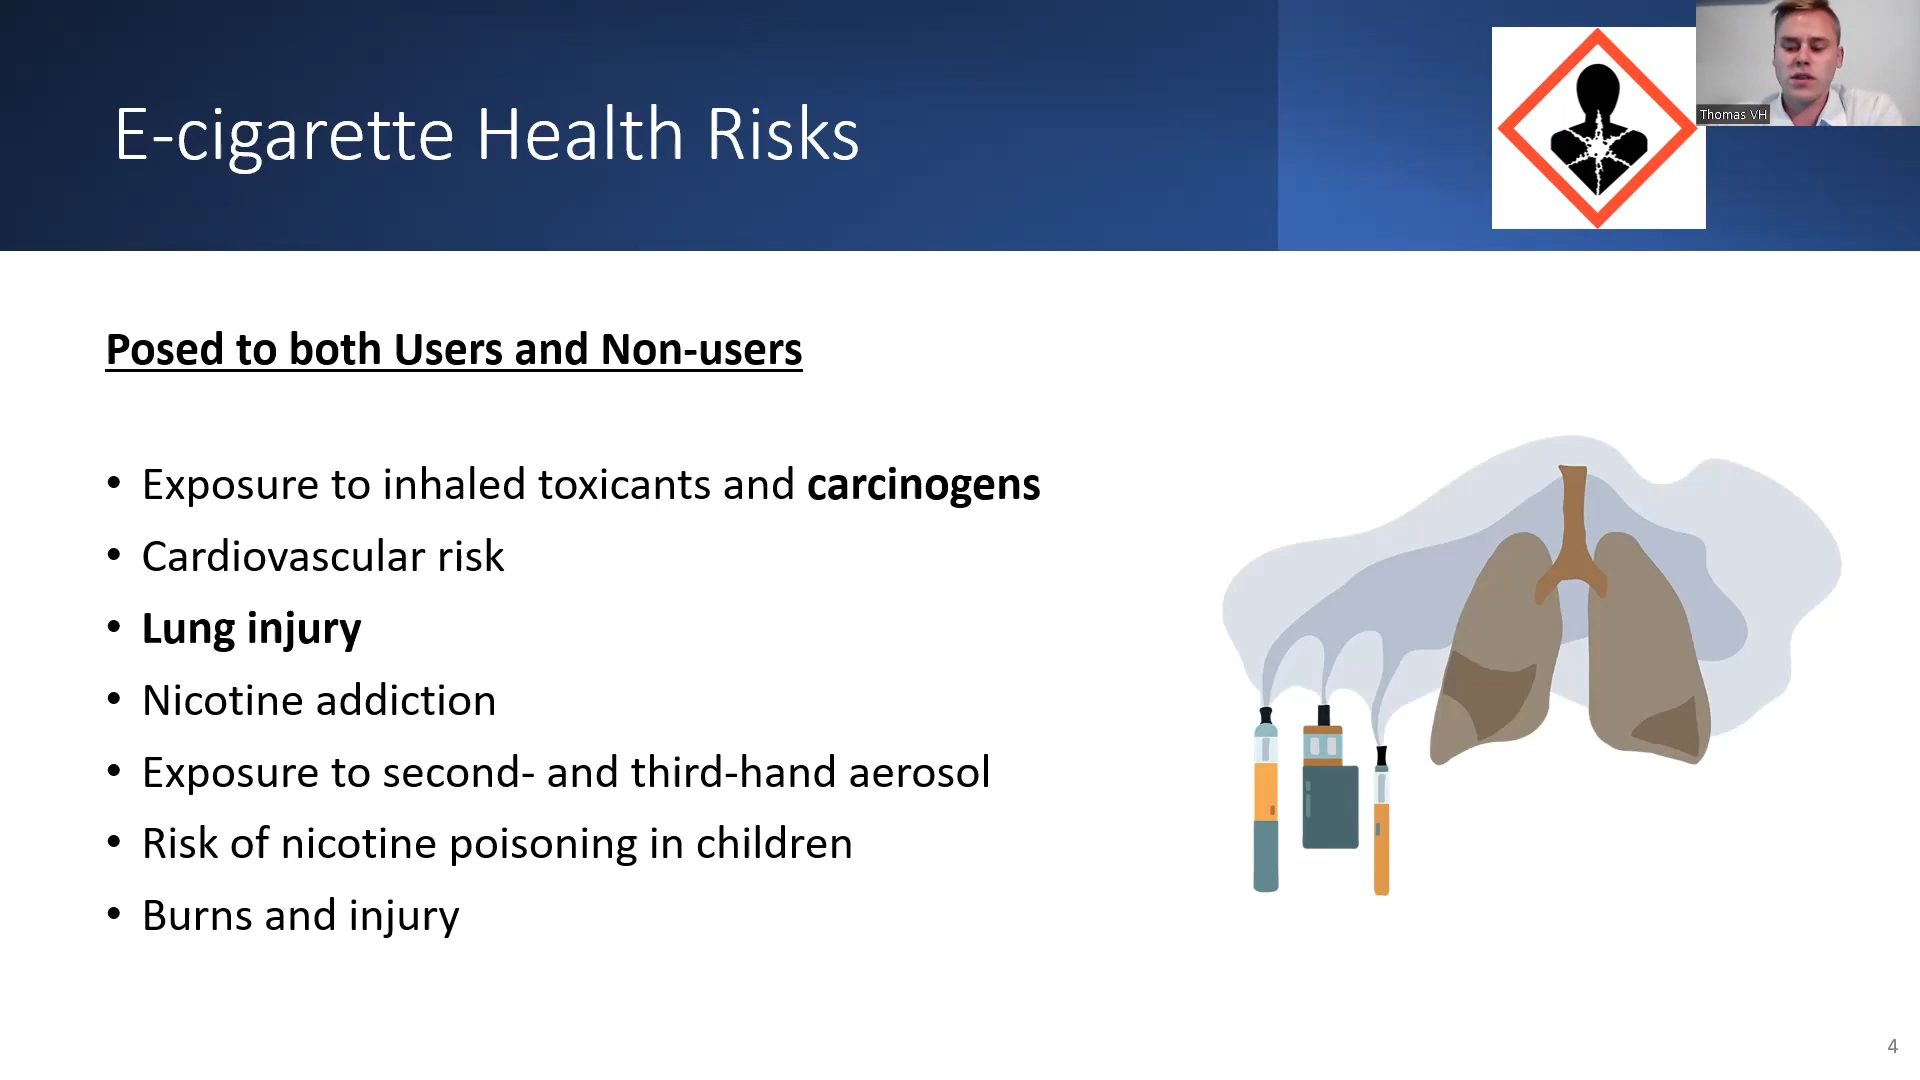 E-cigarette Health Risks
Thomas VH
Posed to both Users and Non-users
• Exposure to inhaled toxicants and carcinogens
• Cardiovascular risk
• Lung injury
• Nicotine addiction
• Exposure to second- and third-hand aerosol
• Risk of nicotine poisoning in children
• Burns and injury
4